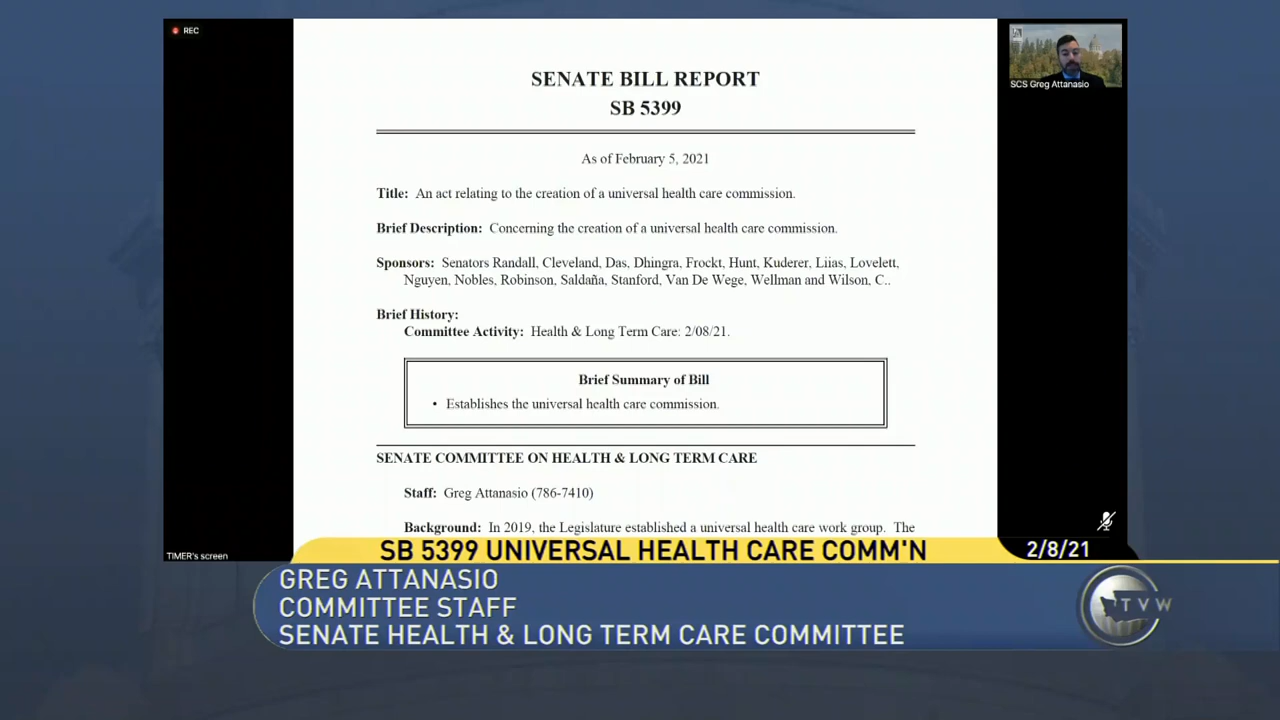 REC
SENATE BILL REPORT
SB 5399
As of February 5, 2021
Title: An act relating to the creation of a universal health care commission.
Brief Description: Concerning the creation of a universal health care commission.
Sponsors: Senators Randall, Cleveland, Das, Dhingra, Frockt, Hunt, Kuderer, Liias, Lovelett,
Nguyen, Nobles, Robinson, Saldaña, Stanford, Van De Wege, Wellman and Wilson, C..
Brief History:
Committee Activity: Health & Long Term Care: 2/08/21.
Brief Summary of Bill
• Establishes the universal health care commission.
SENATE COMMITTEE ON HEALTH & LONG TERM CARE
Staff: Greg Attanasio (786-7410)
Background: In 2019, the Legislature established a universal health care work group. The
SCS Greg Attanasio
TIMER's screen
SB 5399 UNIVERSAL HEALTH CARE COMM'N
2/8/21
GREG ATTANASIO
COMMITTEE STAFF
SENATE HEALTH & LONG TERM CARE COMMITTEE
TVW